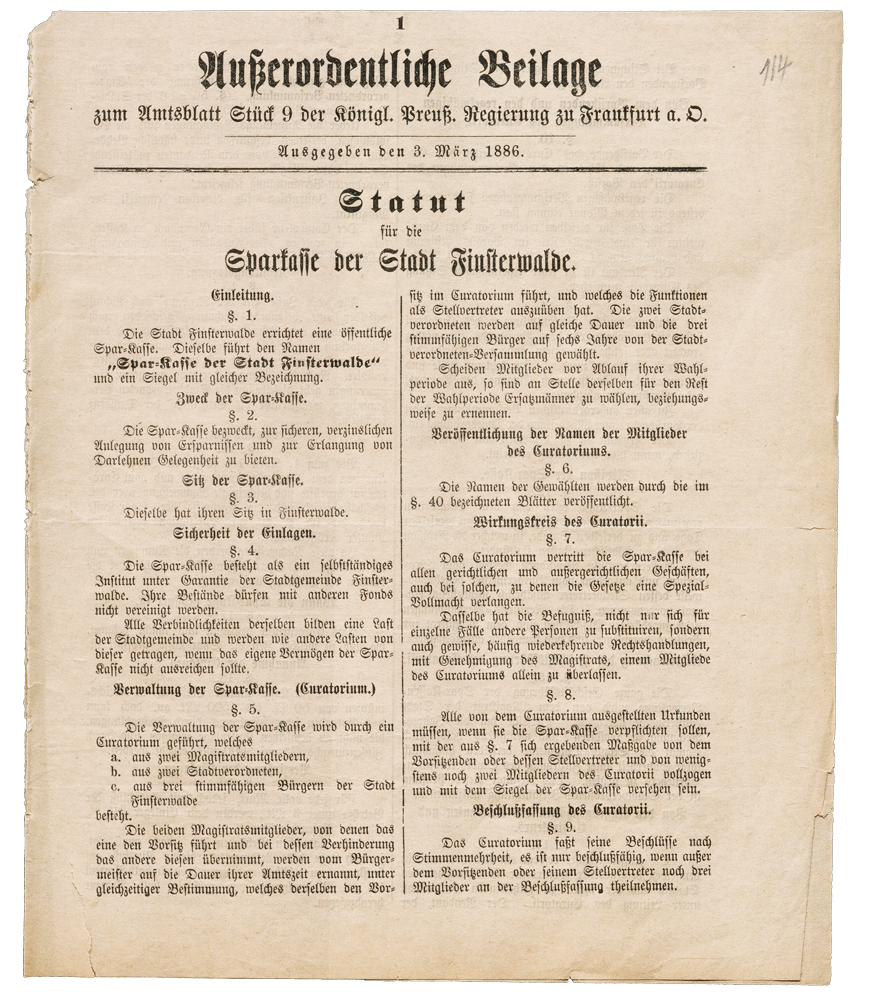 1
Außerordentliche Beilage
zum Amtsblatt Stück 9 der Königl. Preuß. Regierung zu Frankfurt a. O.
Ausgegeben den 3. März 1886.
114
Statut
für die
Sparkasse der Stadt Finsterwalde.
Einleitung.
§. 1.
Die Stadt Finsterwalde errichtet eine öffentliche
Spar-Kasse. Dieselbe führt den Namen
„Spar-Kasse der Stadt Finsterwalde“
und ein Siegel mit gleicher Bezeichnung.
Zweck der Spar-Kasse.
§. 2.
Die Spar-Kasse bezweckt, zur sicheren, verzinslichen
Anlegung von Ersparnissen und zur Erlangung von
Darlehnen Gelegenheit zu bieten.
Sitz der Spar-Kasse.
§. 3.
Dieselbe hat ihren Sitz in Finsterwalde.
Sicherheit der Einlagen.
§. 4.
Die Spar-Kasse besteht als ein selbstständiges
Institut unter Garantie der Stadtgemeinde Finster-
walde. Ihre Bestände dürfen mit anderen Fonds
nicht vereinigt werden.
Alle Verbindlichkeiten derselben bilden eine Last
der Stadtgemeinde und werden wie andere Lasten von
dieser getragen, wenn das eigene Vermögen der Spar-
Kasse nicht ausreichen sollte.
Verwaltung der Spar-Kasse. (Curatorium.)
§. 5.
Die Verwaltung der Spar-Kasse wird durch ein
Curatorium geführt, welches
a. aus zwei Magistratsmitgliedern,
b. aus zwei Stadtverordneten,
c. aus drei stimmfähigen Bürgern der Stadt
Finsterwalde
besteht.
Die beiden Magistratsmitglieder, von denen das
eine den Vorsitz führt und bei dessen Verhinderung
das andere diesen übernimmt, werden vom Bürger-
meister auf die Dauer ihrer Amtszeit ernannt, unter
gleichzeitiger Bestimmung, welches derselben den Vor-
sitz im Curatorium führt, und welches die Funktionen
als Stellvertreter auszuüben hat. Die zwei Stadt-
verordneten werden auf gleiche Dauer und die drei
stimmfähigen Bürger auf sechs Jahre von der Stadt-
verordneten-Versammlung gewählt.
Scheiden Mitglieder vor Ablauf ihrer Wahl-
periode aus, so sind an Stelle derselben für den Rest
der Wahlperiode Ersatzmänner zu wählen, beziehungs-
weise zu ernennen.
Veröffentlichung der Namen der Mitglieder
des Curatoriums.
§. 6.
Die Namen der Gewählten werden durch die im
§. 40 bezeichneten Blätter veröffentlicht.
Wirkungskreis des Curatorii.
§. 7.
Das Curatorium vertritt die Spar-Kasse bei
allen gerichtlichen und außergerichtlichen Geschäften,
auch bei solchen, zu denen die Gesetze eine Spezial-
Vollmacht verlangen.
Dasselbe hat die Befugniß, nicht nur sich für
einzelne Fälle andere Personen zu substituiren, sondern
auch gewisse, häufig wiederkehrende Rechtshandlungen,
mit Genehmigung des Magistrats, einem Mitgliede
des Curatoriums allein zu überlassen.
§. 8.
Alle von dem Curatorium ausgestellten Urkunden
müssen, wenn sie die Spar-Kasse verpflichten sollen,
mit der aus §. 7 sich ergebenden Maßgabe von dem
Vorsitzenden oder dessen Stellvertreter und von wenig-
stens noch zwei Mitgliedern des Curatorii vollzogen
und mit dem Siegel der Spar-Kasse versehen sein.
Beschlußfassung des Curatorii.
§. 9.
Das Curatorium faßt seine Beschlüsse nach
Stimmenmehrheit, es ist nur beschlußfähig, wenn außer
dem Vorsitzenden oder seinem Stellvertreter noch drei
Mitglieder an der Beschlußfassung theilnehmen.